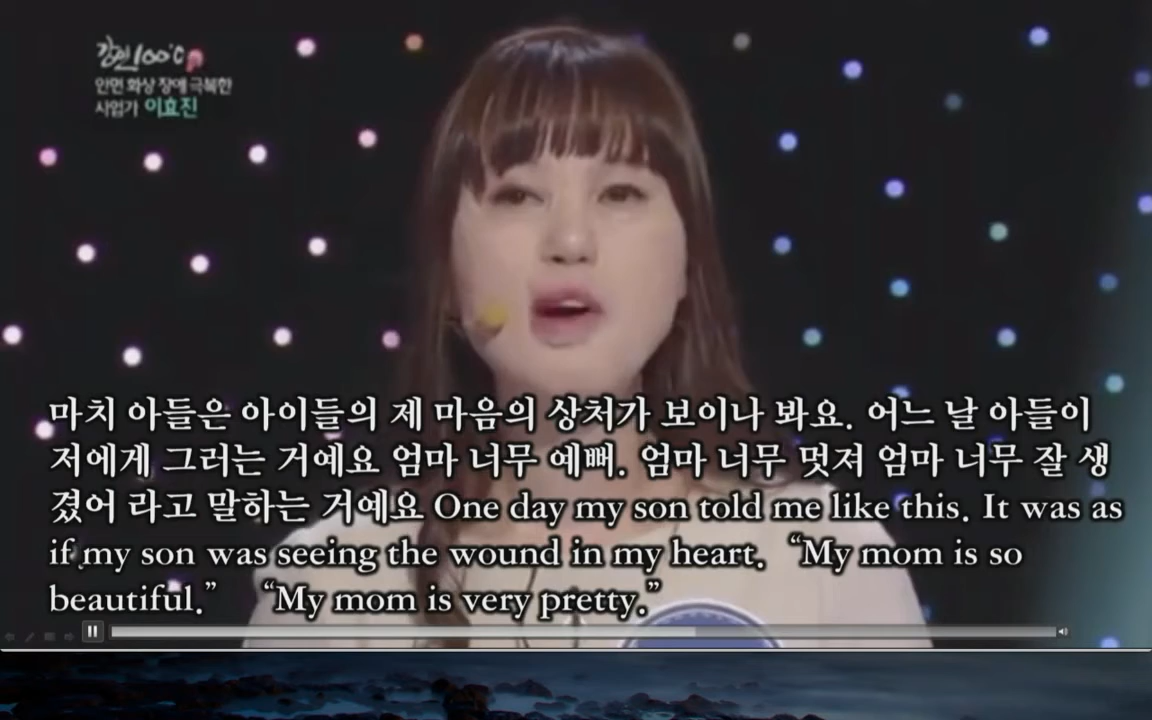 강연100℃
안면 화상 장애 극복한
사업가 이효진
마치 아들은 아이들의 제 마음의 상처가 보이나 봐요. 어느 날 아들이
저에게 그러는 거예요 엄마 너무 예뻐. 엄마 너무 멋져 엄마 너무 잘 생
겼어 라고 말하는 거예요 One day my son told me like this. It was as
if my son was seeing the wound in my heart. “My mom is so
beautiful.” “My mom is very pretty.”